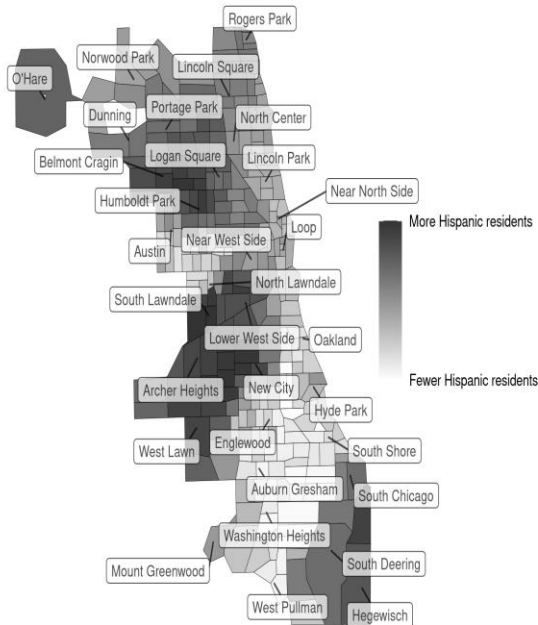 Rogers Park
Norwood Park
Lincoln Square
O'Hare
Portage Park
Dunning
North Center
Logan Square
Lincoln Park
Belmont Cragin
Near North Side
Humboldt Park
More Hispanic residents
Loop
Near West Side
Austin
North Lawndale
South Lawndale
Lower West Side
Oakland
Fewer Hispanic residents
New City
Archer Heights
Hyde Park
Englewood
West Lawn
South Shore
Auburn Gresham
South Chicago
Washington Heights
South Deering
Mount Greenwood
West Pullman
Hegewisch